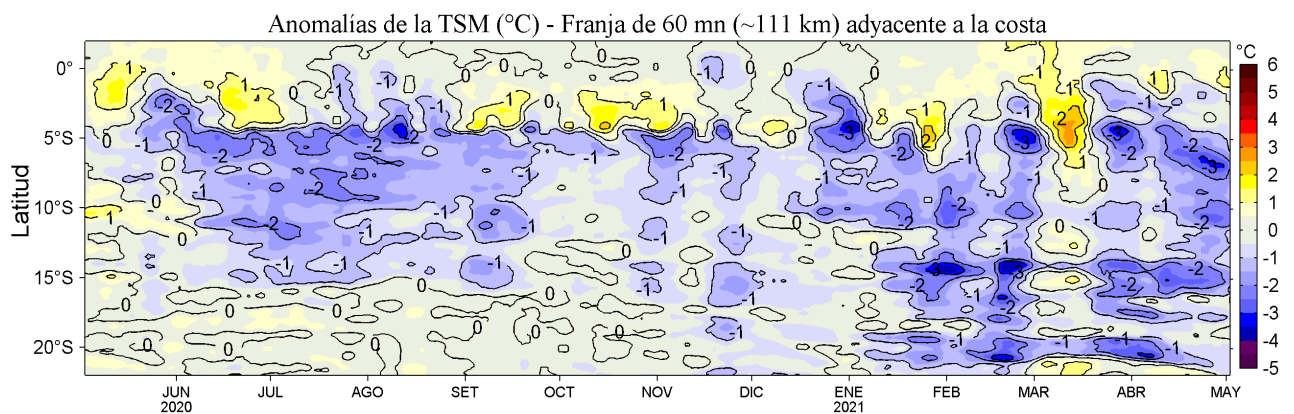 Anomalías de la TSM (°C) - Franja de 60 mn (~111 km) adyacente a la costa
°C
Latitud
0°
5°S
10°S
15°S
20°S
JUN JUL AGO SET OCT NOV DIC ENE FEB MAR ABR MAY
2020 2021
6
5
4
3
2
1
0
-1
-2
-3
-4
-5